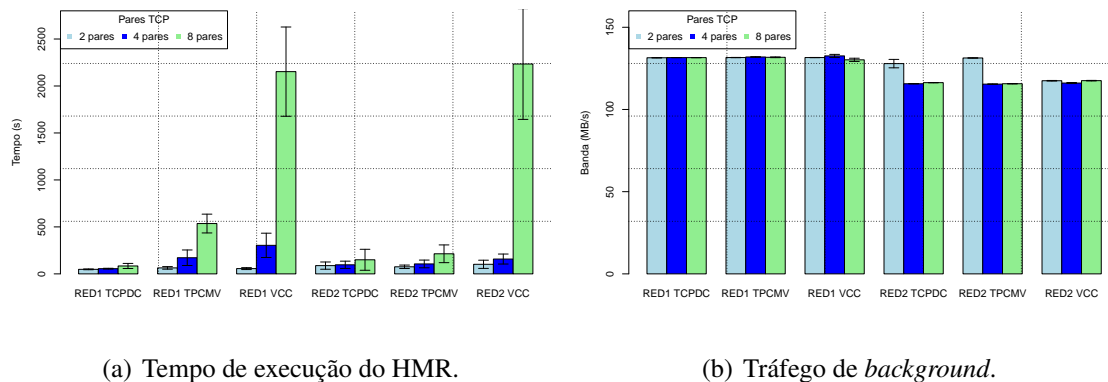 Pares TCP
2 pares 4 pares 8 pares
Tempo (s)
0 500 1000 1500 2000 2500
RED1 TCPDC RED1 TPCMV RED1 VCC RED2 TCPDC RED2 TPCMV RED2 VCC
(a) Tempo de execução do HMR.
Pares TCP
2 pares 4 pares 8 pares
Banda (MB/s)
0 50 100 150
RED1 TCPDC RED1 TPCMV RED1 VCC RED2 TCPDC RED2 TPCMV RED2 VCC
(b) Tráfego de background.